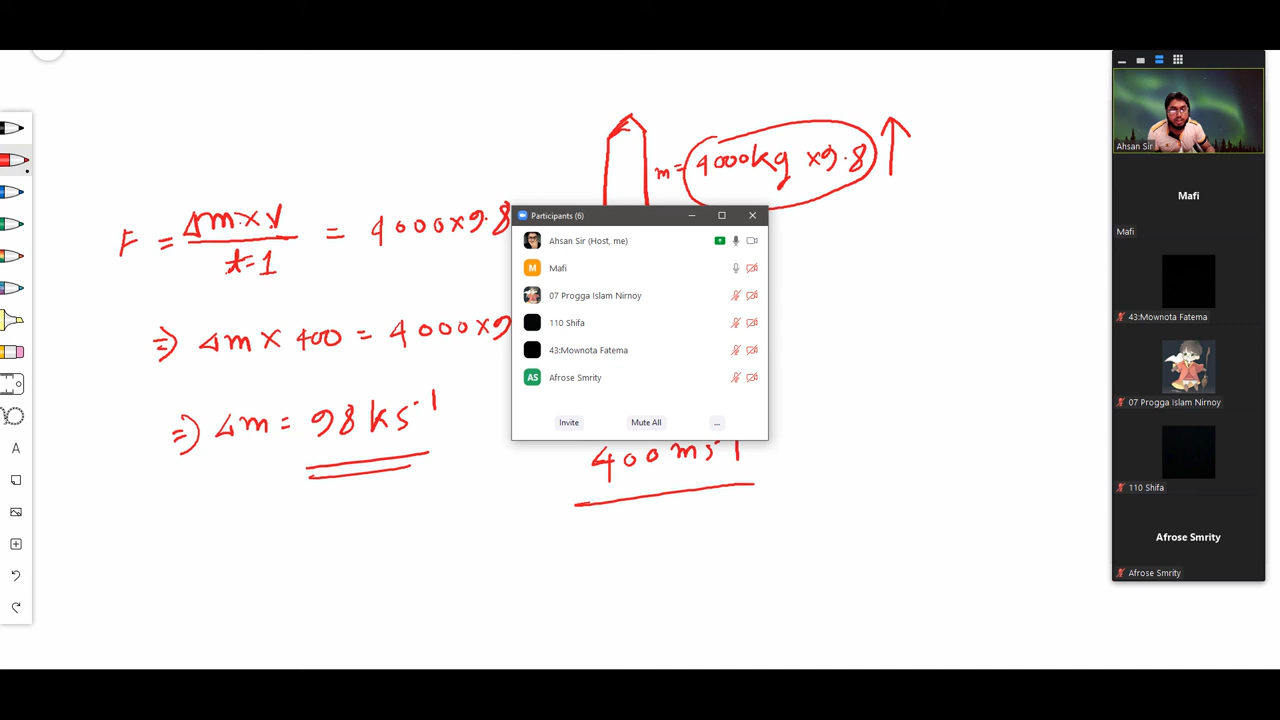 m = 4000kg ×9.8
F = Δm×v / t=1 = 4000×9.8
⇒ Δm × 400 = 4000×9
⇒ Δm = 98 ks⁻¹
400 ms⁻¹
Participants (6)
Ahsan Sir (Host, me)
M Mafi
07 Progga Islam Nirnoy
110 Shifa
43:Mownota Fatema
AS Afrose Smrity
Invite Mute All ...
A
Ahsan Sir
Mafi
Mafi
43:Mownota Fatema
07 Progga Islam Nirnoy
110 Shifa
Afrose Smrity
Afrose Smrity